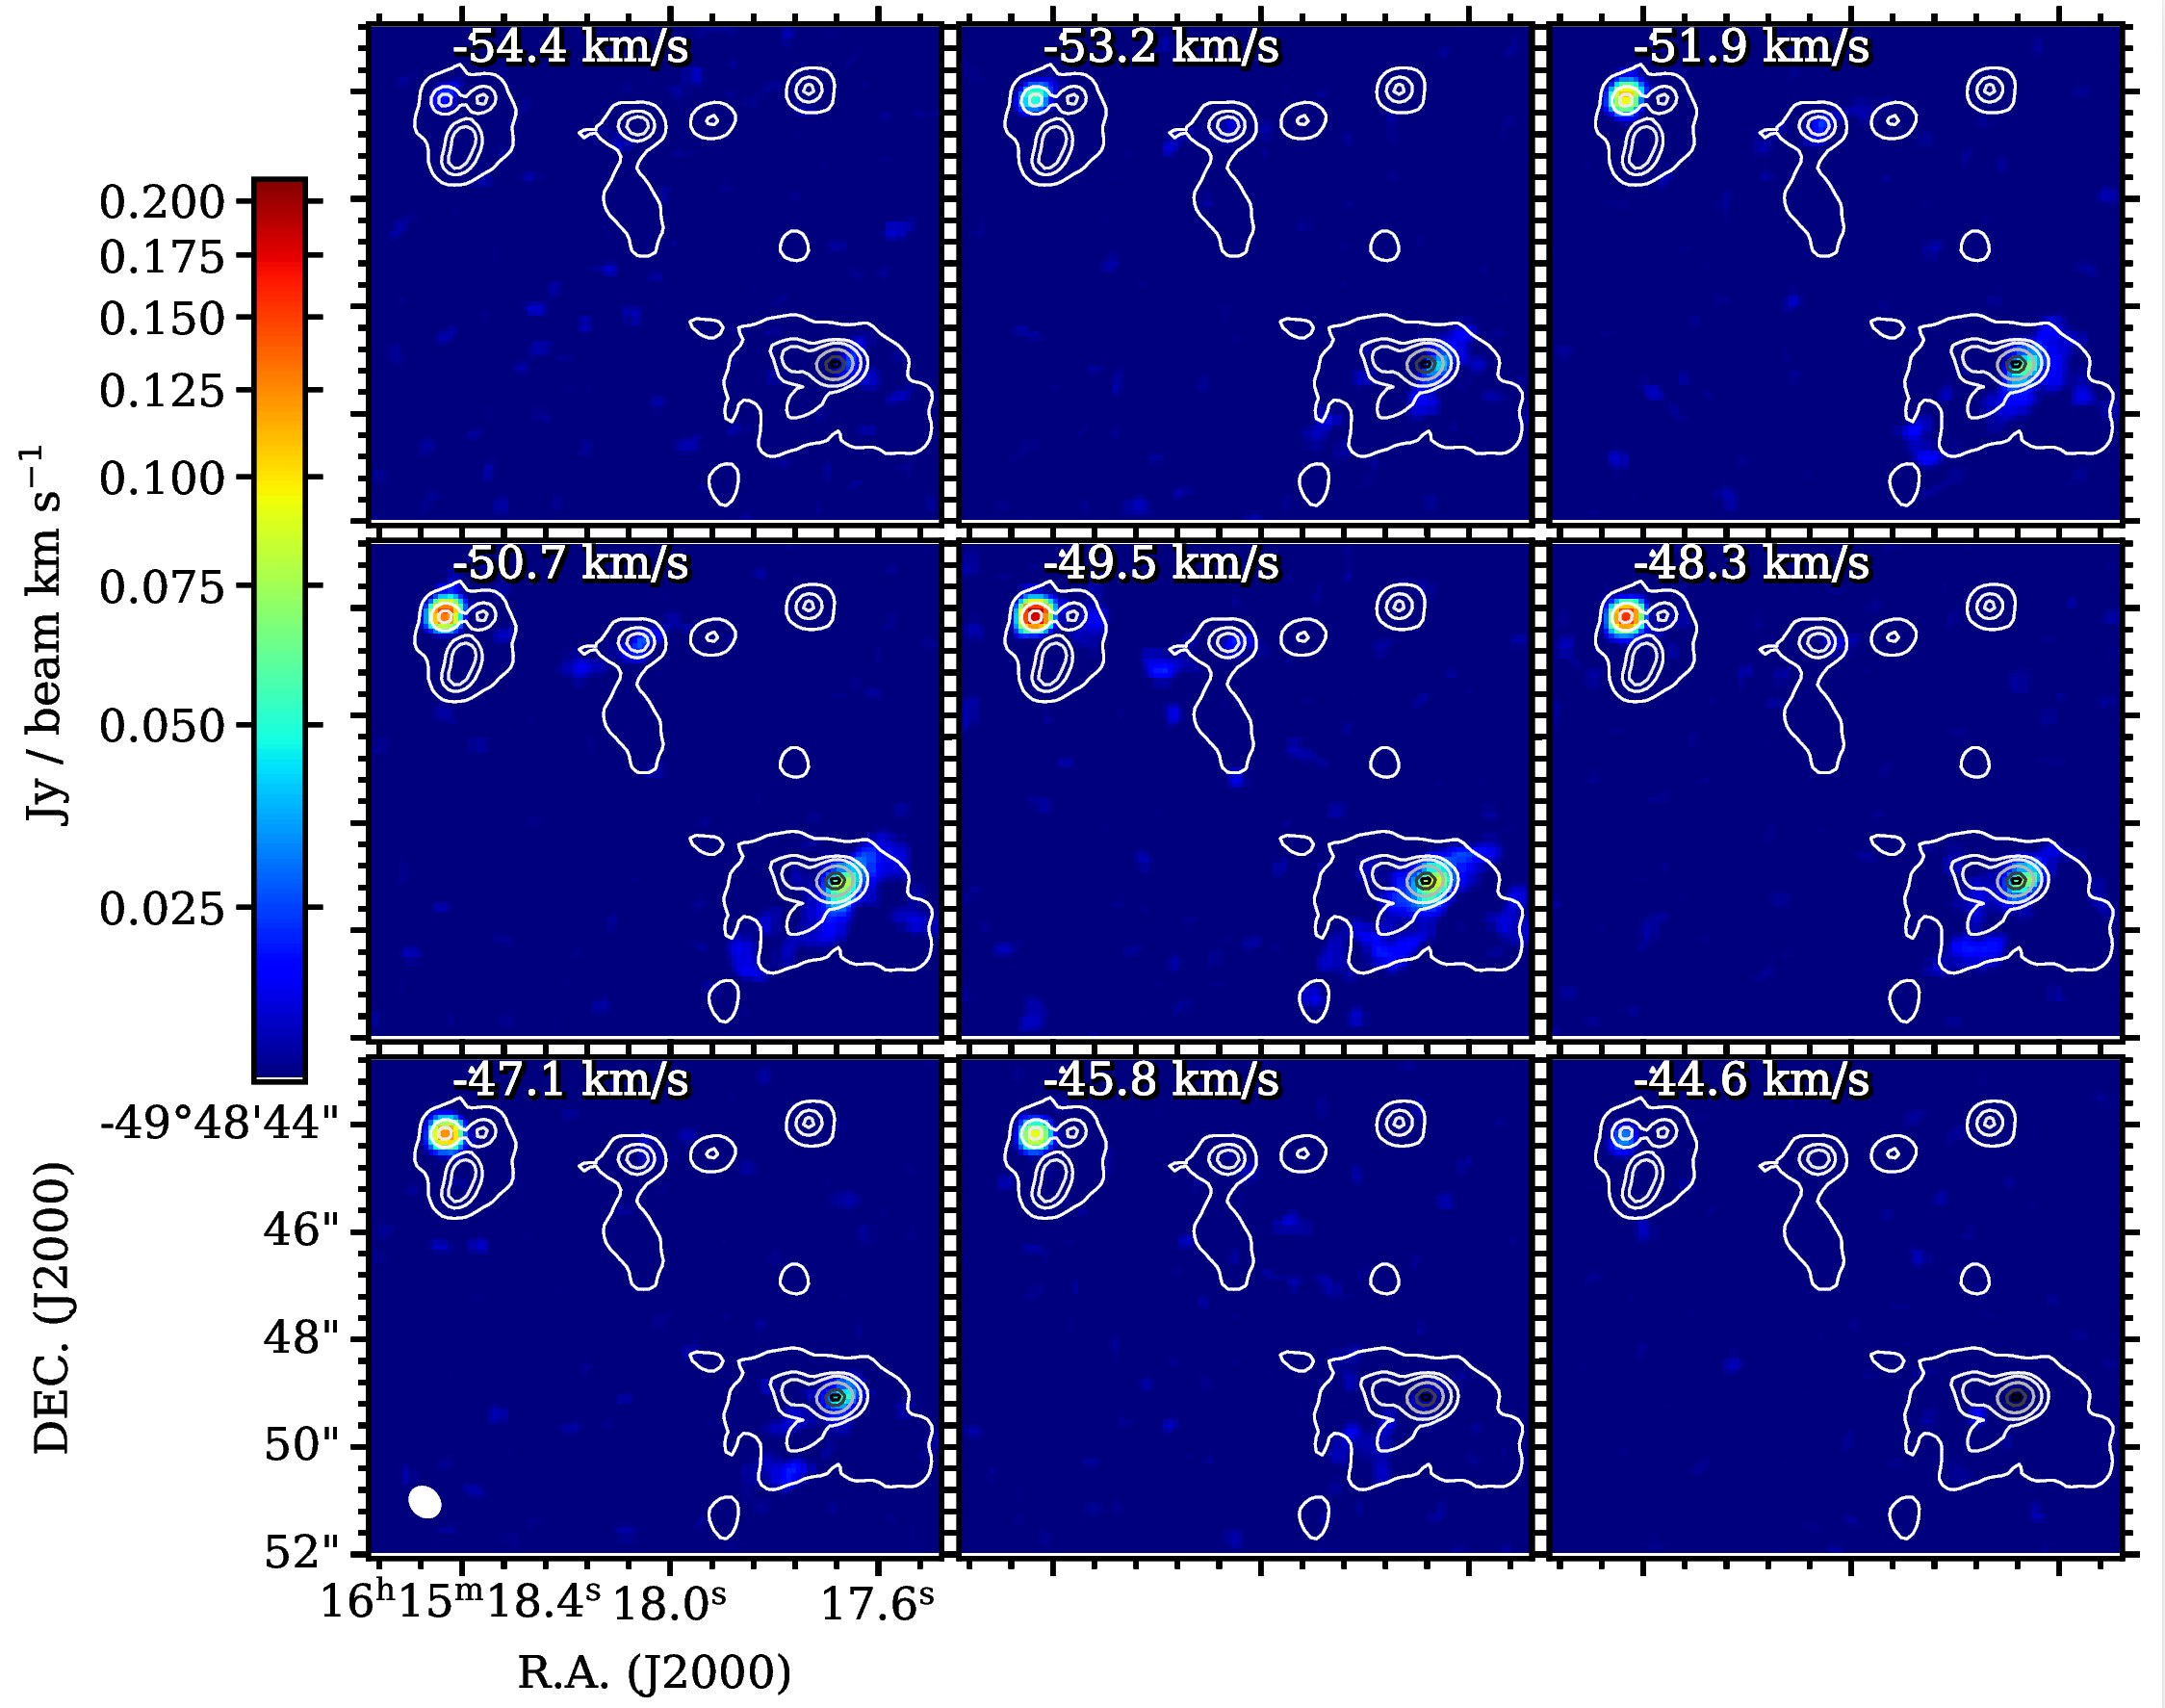 -54.4 km/s
-53.2 km/s
-51.9 km/s
0.200
0.175
0.150
0.125
0.100
0.075
0.050
0.025
Jy / beam km s⁻¹
-50.7 km/s
-49.5 km/s
-48.3 km/s
-47.1 km/s
-45.8 km/s
-44.6 km/s
-49°48'44"
46"
48"
50"
52"
DEC. (J2000)
16ʰ15ᵐ18.4ˢ 18.0ˢ 17.6ˢ
R.A. (J2000)